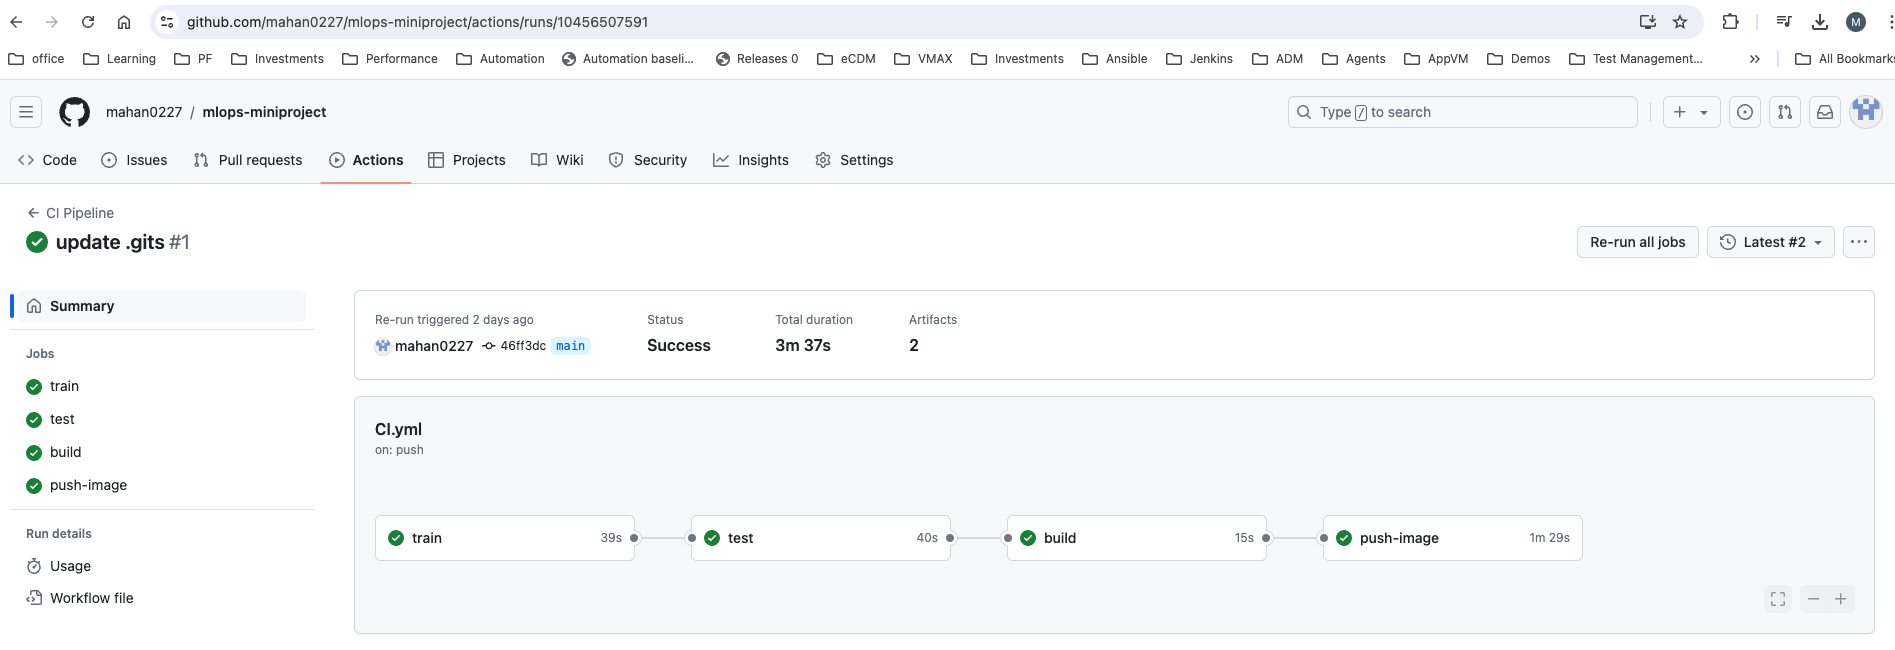 github.com/mahan0227/mlops-miniproject/actions/runs/10456507591
M
office Learning PF Investments Performance Automation Automation baseli... Releases 0 eCDM VMAX Investments Ansible Jenkins ADM Agents AppVM Demos Test Management... » All Bookmarks
mahan0227 / mlops-miniproject
Type / to search
Code Issues Pull requests Actions Projects Wiki Security Insights Settings
CI Pipeline
update .gits #1
Re-run all jobs
Latest #2
Summary
Jobs
train
test
build
push-image
Run details
Usage
Workflow file
Re-run triggered 2 days ago
mahan0227 46ff3dc main
Status
Success
Total duration
3m 37s
Artifacts
2
CI.yml
on: push
train 39s
test 40s
build 15s
push-image 1m 29s